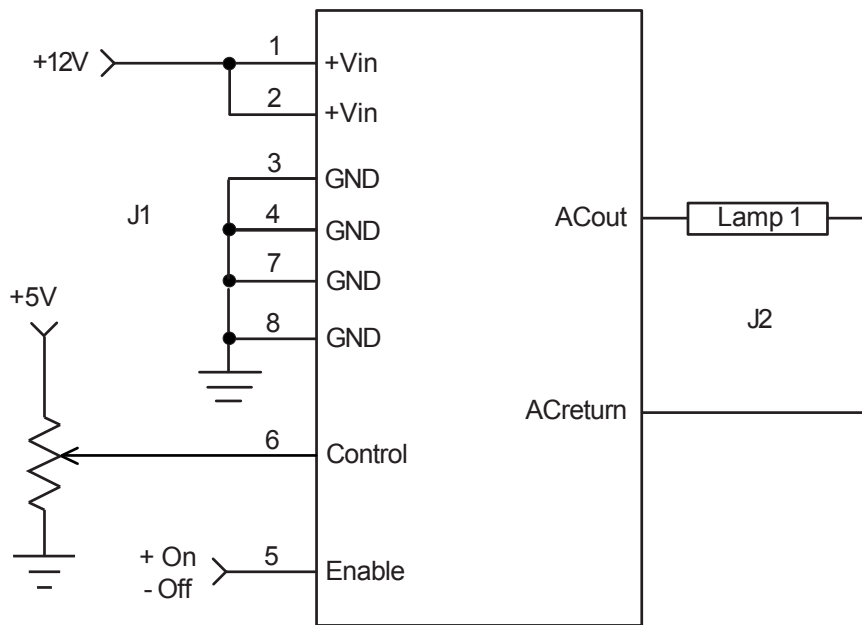 1
+12V
+Vin
2
+Vin
3
GND
J1
4
GND
ACout
Lamp 1
7
GND
+5V
8
GND
J2
ACreturn
6
Control
+ On
- Off
5
Enable